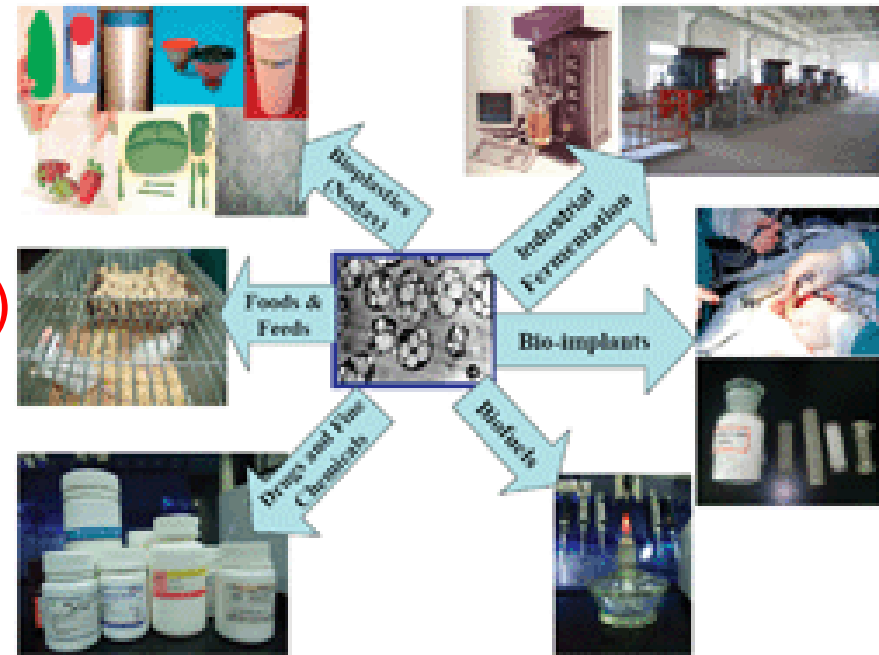 Bioplastics
(Nodax)
Industrial
Fermentation
)
Foods &
Feeds
Bio-implants
Drugs and Fine
Chemicals
Biofuels